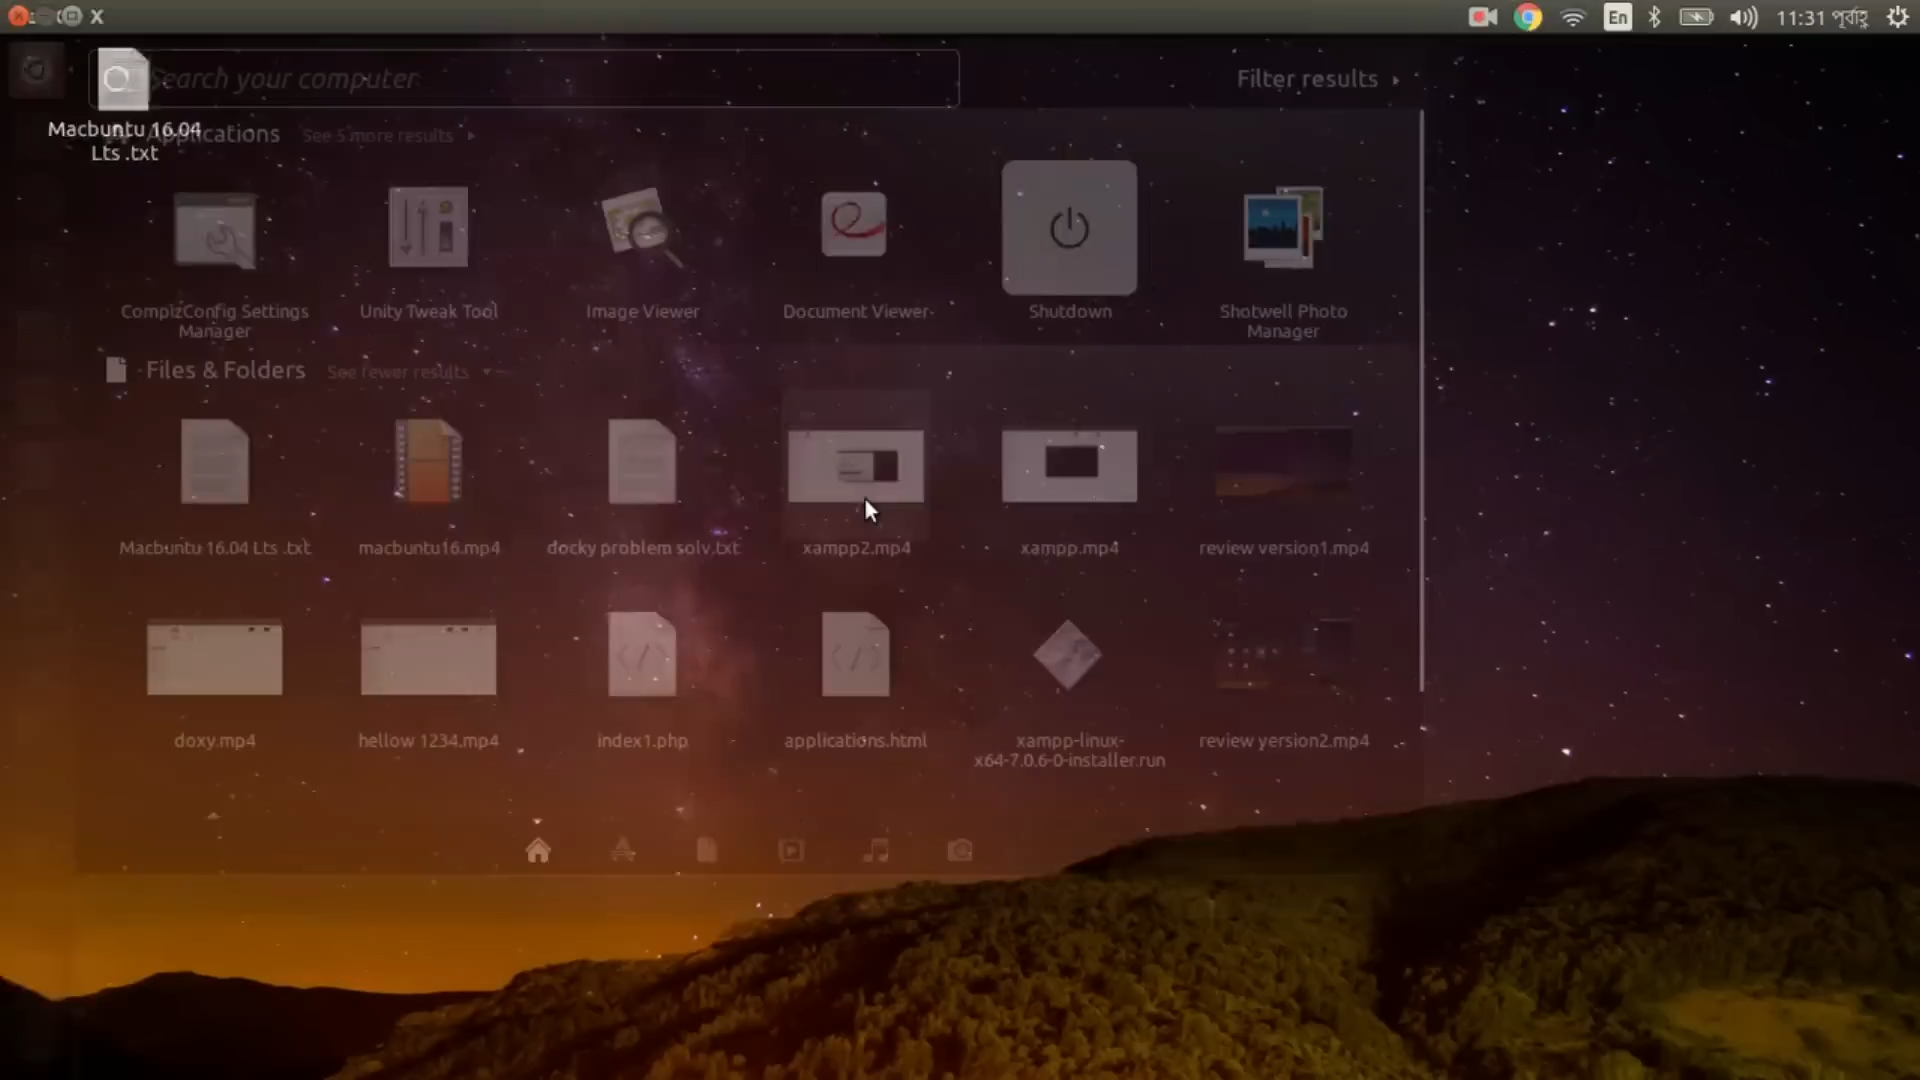 En
11:31 পূর্বাহ্ণ
Search your computer
Filter results
Macbuntu 16.04
Lts .txt
Applications
See 5 more results
CompizConfig Settings
Manager
Unity Tweak Tool
Image Viewer
Document Viewer
Shutdown
Shotwell Photo
Manager
Files & Folders
See fewer results
Macbuntu 16.04 Lts .txt
macbuntu16.mp4
docky problem solv.txt
xampp2.mp4
xampp.mp4
review version1.mp4
doxy.mp4
hellow 1234.mp4
index1.php
applications.html
xampp-linux-
x64-7.0.6-0-installer.run
review version2.mp4